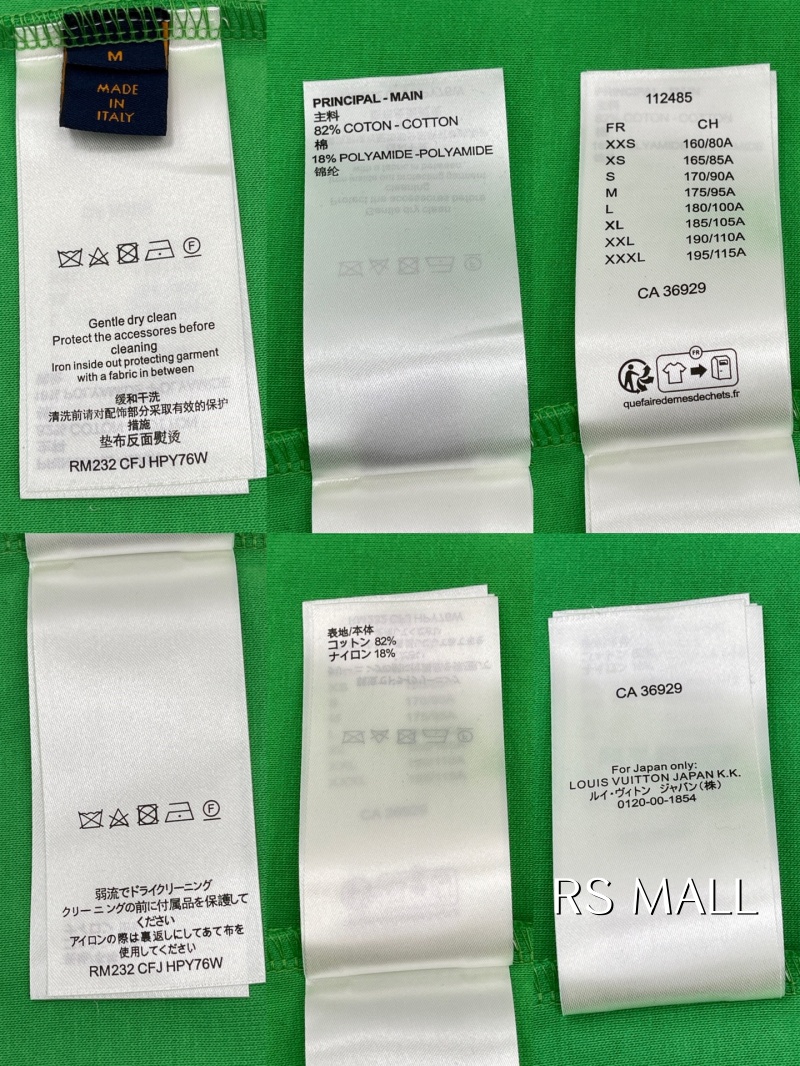 M
MADE
IN
ITALY
F
Gentle dry clean
Protect the accessores before
cleaning
Iron inside out protecting garment
with a fabric in between
缓和干洗
清洗前请对配饰部分采取有效的保护
措施
垫布反面熨烫
RM232 CFJ HPY76W
PRINCIPAL - MAIN
主料
82% COTON - COTTON
棉
18% POLYAMIDE -POLYAMIDE
锦纶
112485
FR CH
XXS 160/80A
XS 165/85A
S 170/90A
M 175/95A
L 180/100A
XL 185/105A
XXL 190/110A
XXXL 195/115A
CA 36929
FR
quefairedemesdechets.fr
F
弱流でドライクリーニング
クリーニングの前に付属品を保護して
ください
アイロンの際は裏返しにしてあて布を
使用してください
RM232 CFJ HPY76W
表地/本体
コットン 82%
ナイロン 18%
CA 36929
For Japan only:
LOUIS VUITTON JAPAN K.K.
ルイ・ヴィトン ジャパン(株)
0120-00-1854
RS MALL